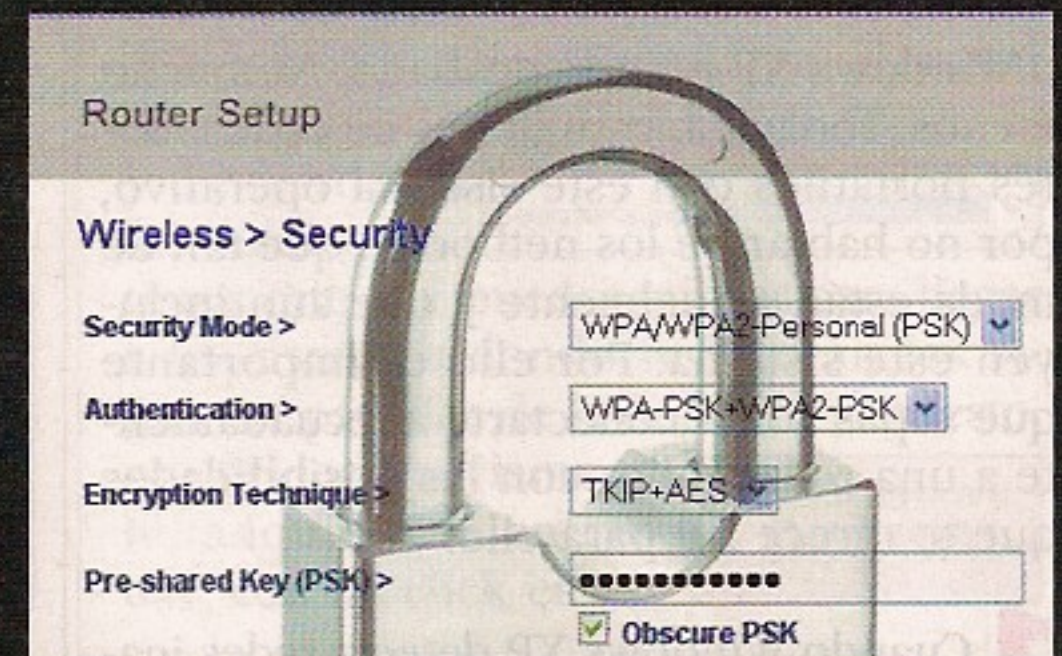 Router Setup
Wireless > Security
Security Mode > WPA/WPA2-Personal (PSK)
Authentication > WPA-PSK+WPA2-PSK
Encryption Technique > TKIP+AES
Pre-shared Key (PSK) > •••••••••••
Obscure PSK